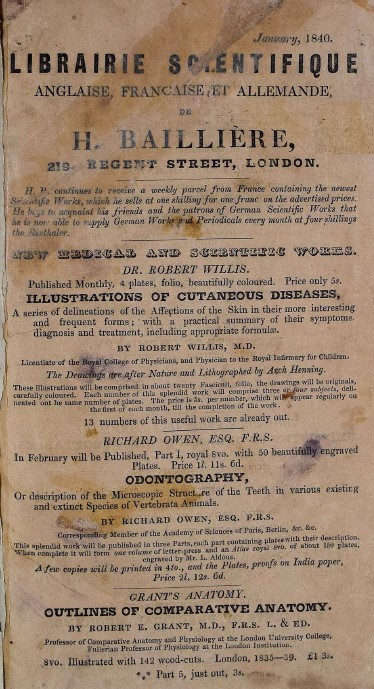 January, 1840.
LIBRAIRIE SCIENTIFIQUE
ANGLAISE, FRANCAISE ET ALLEMANDE,
DE
H. BAILLIÈRE,
219, REGENT STREET, LONDON.
H. B. continues to receive a weekly parcel from France containing the newest
Scientific Works, which he sells at one shilling for one franc on the advertised prices.
He begs to acquaint his friends and the patrons of German Scientific Works that
he is now able to supply German Works and Periodicals every month at four shillings
the Rixthaler.
NEW MEDICAL AND SCIENTIFIC WORKS.
DR. ROBERT WILLIS.
Published Monthly, 4 plates, folio, beautifully coloured. Price only 5s.
ILLUSTRATIONS OF CUTANEOUS DISEASES,
A series of delineations of the Affections of the Skin in their more interesting
and frequent forms; with a practical summary of their symptoms
diagnosis and treatment, including appropriate formulæ.
BY ROBERT WILLIS, M.D.
Licentiate of the Royal College of Physicians, and Physician to the Royal Infirmary for Children.
The Drawings are after Nature and Lithographed by Arch Henning.
These Illustrations will be comprised in about twenty Fasciculi, folio, the drawings will be originals,
carefully coloured. Each number of this splendid work will comprise three or four subjects, deli-
neated on the same number of plates. The price is 5s. per number, which will appear regularly on
the first of each month, till the completion of the work.
13 numbers of this useful work are already out.
RICHARD OWEN, ESQ. F.R.S.
In February will be Published, Part I, royal 8vo. with 50 beautifully engraved
Plates. Price 1l. 11s. 6d.
ODONTOGRAPHY,
Or description of the Microscopic Structure of the Teeth in various existing
and extinct Species of Vertebrata Animals.
BY RICHARD OWEN, ESQ. F.R.S.
Corresponding Member of the Academy of Sciences of Paris, Berlin, &c. &c.
This splendid work will be published in three Parts, each part containing plates with their description.
When complete it will form one volume of letter-press and an Atlas royal 8vo. of about 150 plates,
engraved by Mr. L. Aldous.
A few copies will be printed in 4to., and the Plates, proofs on India paper,
Price 2l. 12s. 6d.
GRANT'S ANATOMY.
OUTLINES OF COMPARATIVE ANATOMY.
BY ROBERT E. GRANT, M.D., F.R.S. L. & ED.
Professor of Comparative Anatomy and Physiology at the London University College,
Fullerian Professor of Physiology at the London Institution.
8vo. Illustrated with 142 wood-cuts. London, 1835—39. £1 3s.
*** Part 5, just out, 3s.